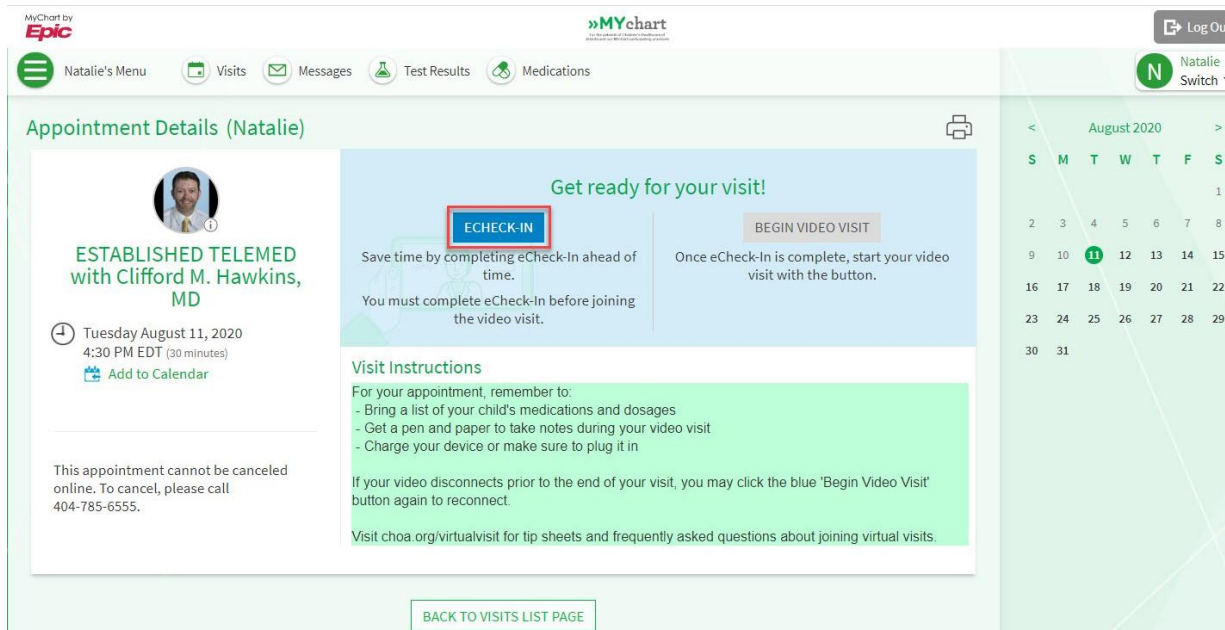 MyChart by
Epic
»MYchart
Log Ou
Natalie's Menu
Visits
Messages
Test Results
Medications
N
Natalie
Switch
Appointment Details (Natalie)
ESTABLISHED TELEMED
with Clifford M. Hawkins,
MD
Tuesday August 11, 2020
4:30 PM EDT (30 minutes)
Add to Calendar
This appointment cannot be canceled
online. To cancel, please call
404-785-6555.
Get ready for your visit!
ECHECK-IN
Save time by completing eCheck-In ahead of
time.
You must complete eCheck-In before joining
the video visit.
BEGIN VIDEO VISIT
Once eCheck-In is complete, start your video
visit with the button.
Visit Instructions
For your appointment, remember to:
- Bring a list of your child's medications and dosages
- Get a pen and paper to take notes during your video visit
- Charge your device or make sure to plug it in
If your video disconnects prior to the end of your visit, you may click the blue 'Begin Video Visit'
button again to reconnect.
Visit choa.org/virtualvisit for tip sheets and frequently asked questions about joining virtual visits.
BACK TO VISITS LIST PAGE
< August 2020 >
S M T W T F S
1
2 3 4 5 6 7 8
9 10 11 12 13 14 15
16 17 18 19 20 21 22
23 24 25 26 27 28 29
30 31